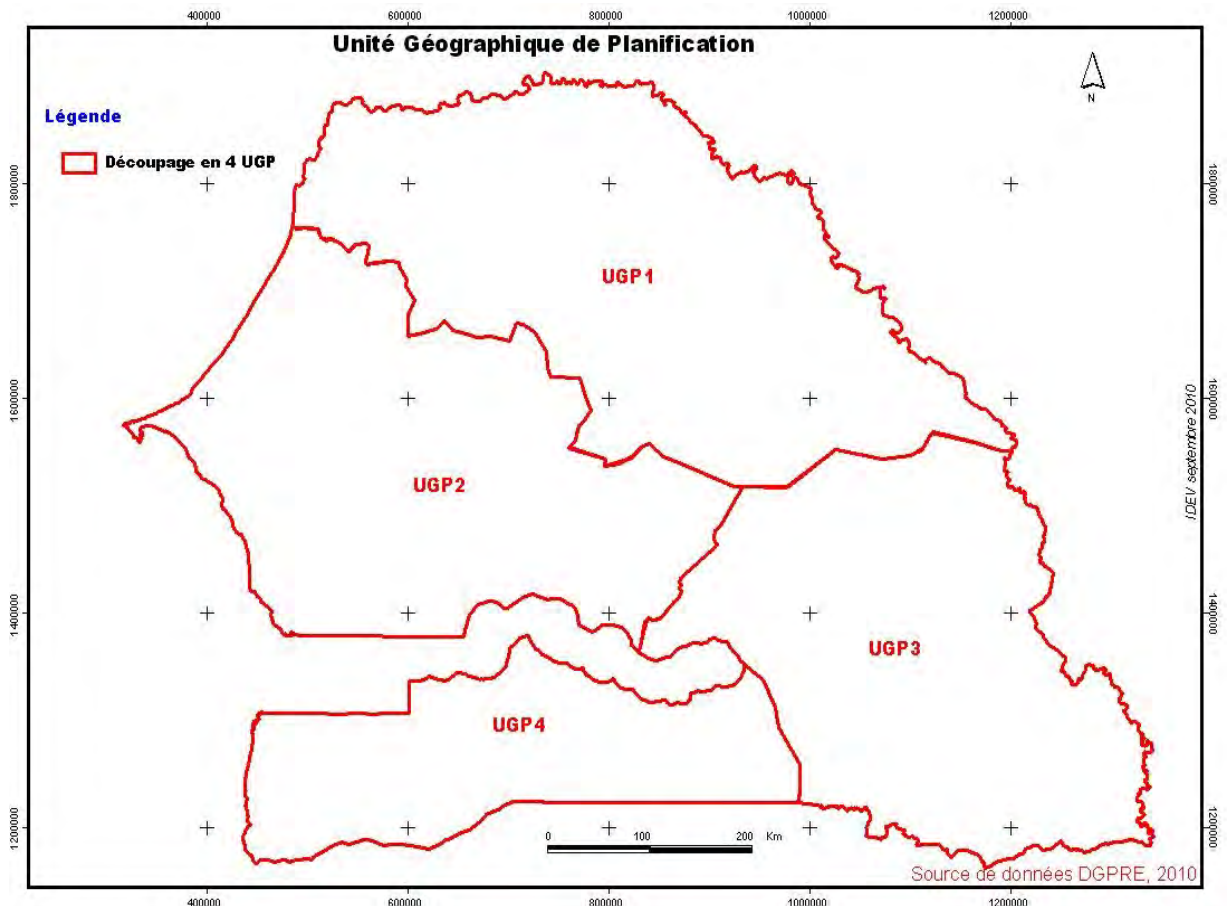 400000 600000 800000 1000000 1200000
Unité Géographique de Planification
N
Légende
Découpage en 4 UGP
1800000 1800000
UGP1
1600000 1600000
IDEV septembre 2010
UGP2
1400000 1400000
UGP3
UGP4
1200000 1200000
0 100 200 Km
Source de données DGPRE, 2010
400000 600000 800000 1000000 1200000